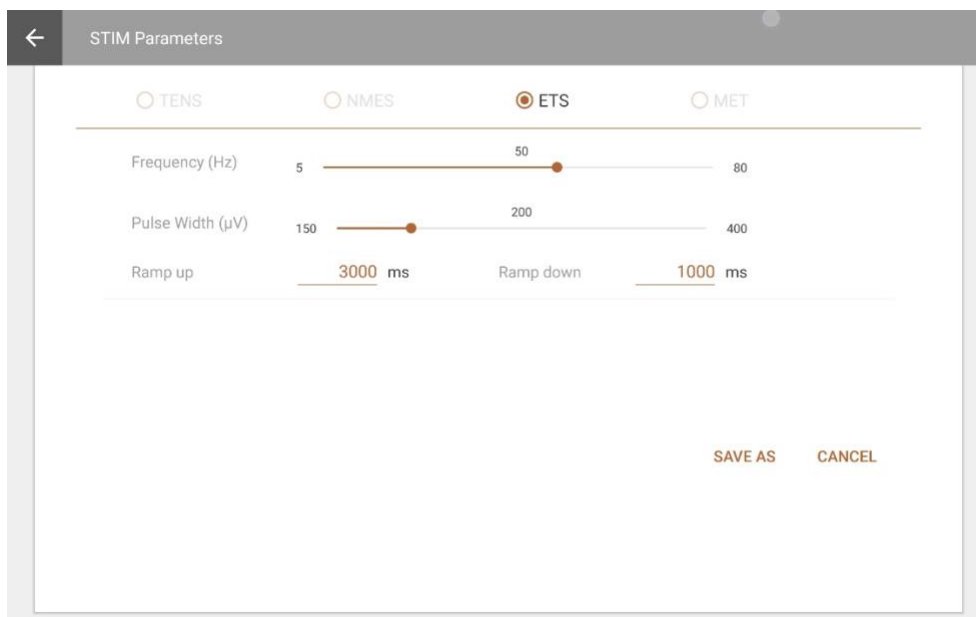 STIM Parameters
TENS NMES ETS MET
50
Frequency (Hz) 5 80
200
Pulse Width (µV) 150 400
Ramp up 3000 ms Ramp down 1000 ms
SAVE AS CANCEL